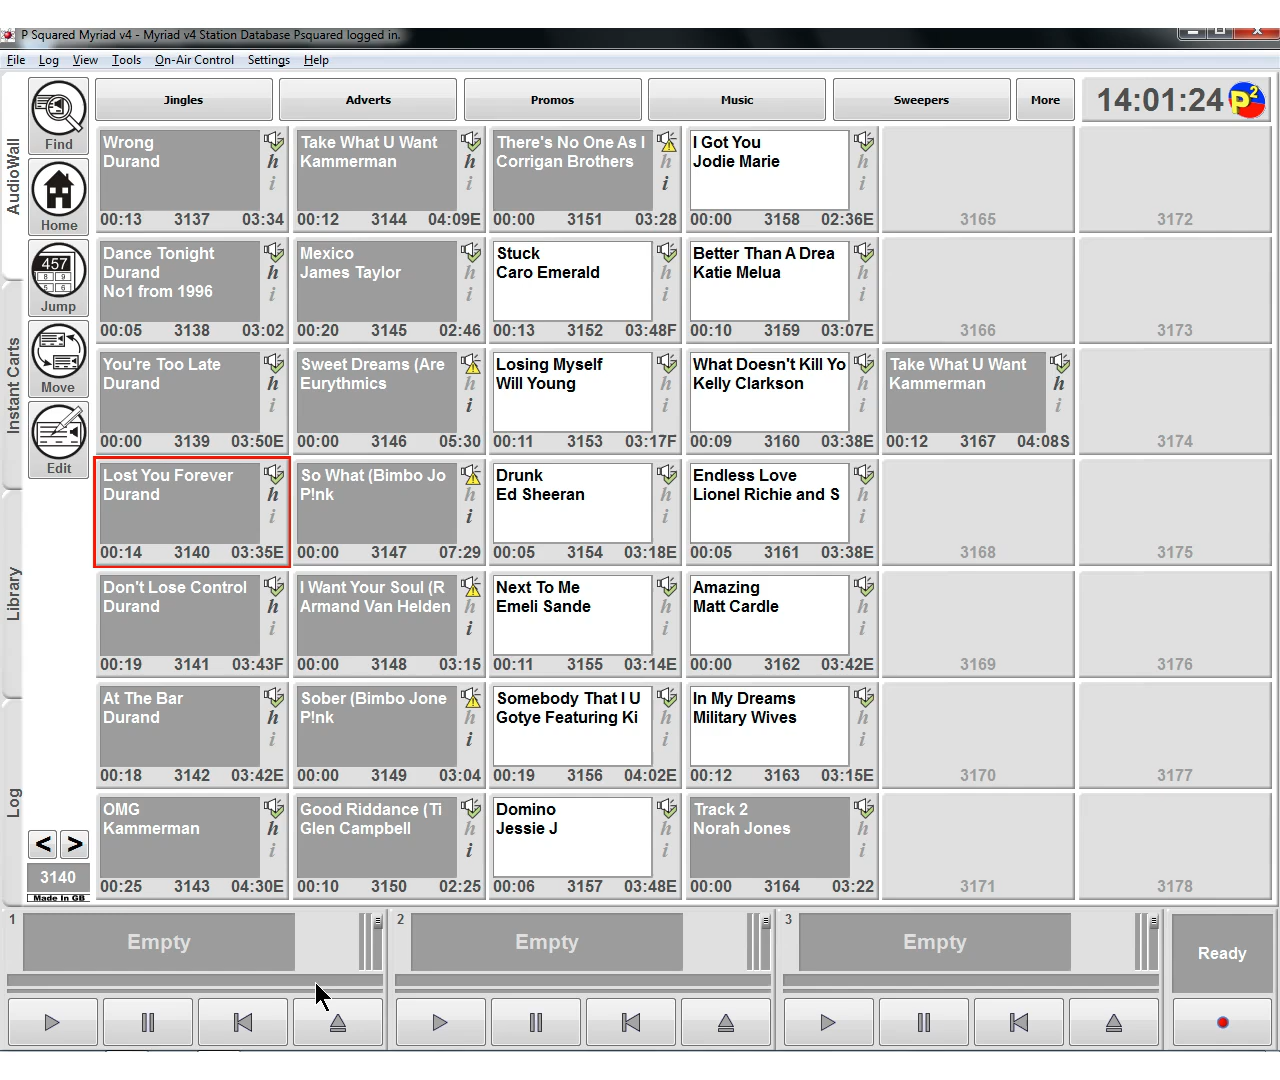 P Squared Myriad v4 - Myriad v4 Station Database Psquared logged in.
File Log View Tools On-Air Control Settings Help
Jingles Adverts Promos Music Sweepers More 14:01:24 P2
AudioWall
Instant Carts
Library
Log
Find
Home
457
Jump
Move
Edit
< >
3140
Made In GB
Wrong
Durand
h
i
00:13 3137 03:34
Take What U Want
Kammerman
h
i
00:12 3144 04:09E
There's No One As I
Corrigan Brothers
h
i
00:00 3151 03:28
I Got You
Jodie Marie
h
i
00:00 3158 02:36E
3165
3172
Dance Tonight
Durand
No1 from 1996
h
i
00:05 3138 03:02
Mexico
James Taylor
h
i
00:20 3145 02:46
Stuck
Caro Emerald
h
i
00:13 3152 03:48F
Better Than A Drea
Katie Melua
h
i
00:10 3159 03:07E
3166
3173
You're Too Late
Durand
h
i
00:00 3139 03:50E
Sweet Dreams (Are
Eurythmics
h
i
00:00 3146 05:30
Losing Myself
Will Young
h
i
00:11 3153 03:17F
What Doesn't Kill Yo
Kelly Clarkson
h
i
00:09 3160 03:38E
Take What U Want
Kammerman
h
i
00:12 3167 04:08S
3174
Lost You Forever
Durand
h
i
00:14 3140 03:35E
So What (Bimbo Jo
P!nk
h
i
00:00 3147 07:29
Drunk
Ed Sheeran
h
i
00:05 3154 03:18E
Endless Love
Lionel Richie and S
h
i
00:05 3161 03:38E
3168
3175
Don't Lose Control
Durand
h
i
00:19 3141 03:43F
I Want Your Soul (R
Armand Van Helden
h
i
00:00 3148 03:15
Next To Me
Emeli Sande
h
i
00:11 3155 03:14E
Amazing
Matt Cardle
h
i
00:00 3162 03:42E
3169
3176
At The Bar
Durand
h
i
00:18 3142 03:42E
Sober (Bimbo Jone
P!nk
h
i
00:00 3149 03:04
Somebody That I U
Gotye Featuring Ki
h
i
00:19 3156 04:02E
In My Dreams
Military Wives
h
i
00:12 3163 03:15E
3170
3177
OMG
Kammerman
h
i
00:25 3143 04:30E
Good Riddance (Ti
Glen Campbell
h
i
00:10 3150 02:25
Domino
Jessie J
h
i
00:06 3157 03:48E
Track 2
Norah Jones
h
i
00:00 3164 03:22
3171
3178
1 Empty
2 Empty
3 Empty
Ready